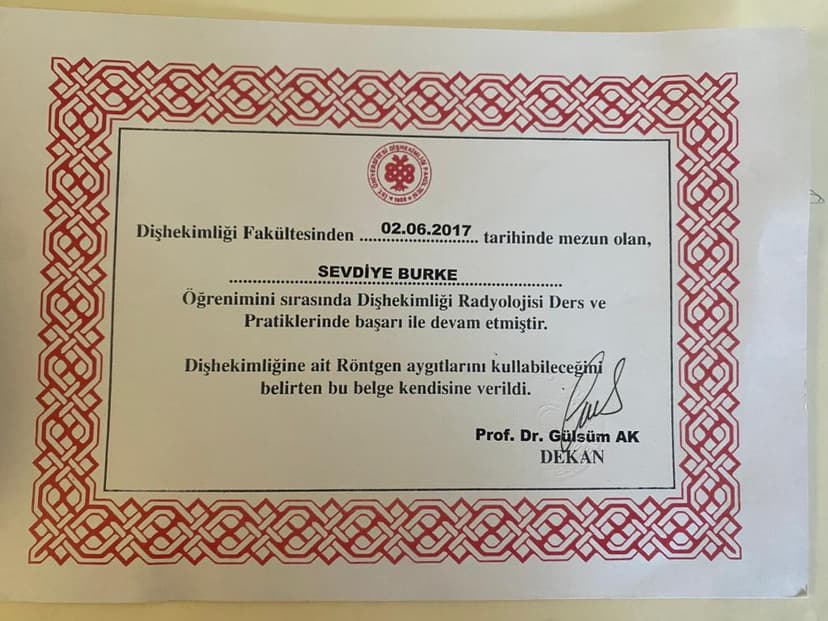 Dişhekimliği Fakültesinden 02.06.2017 tarihinde mezun olan,
SEVDİYE BURKE
Öğrenimini sırasında Dişhekimliği Radyolojisi Ders ve
Pratiklerinde başarı ile devam etmiştir.
Dişhekimliğine ait Röntgen aygıtlarını kullabileceğini
belirten bu belge kendisine verildi.
Prof. Dr. Gülsüm AK
DEKAN